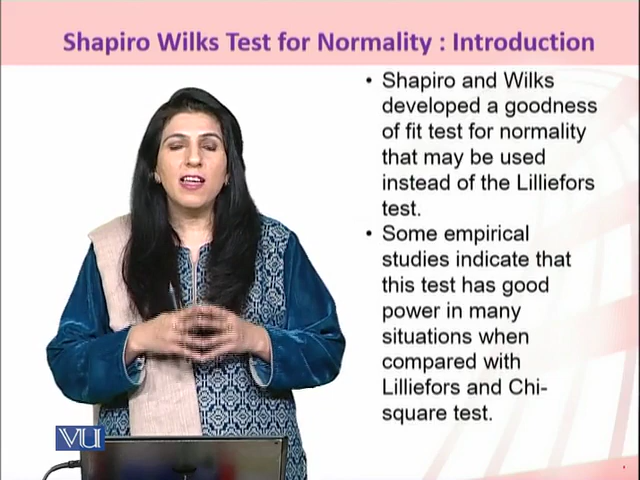 Shapiro Wilks Test for Normality : Introduction
• Shapiro and Wilks
developed a goodness
of fit test for normality
that may be used
instead of the Lilliefors
test.
• Some empirical
studies indicate that
this test has good
power in many
situations when
compared with
Lilliefors and Chi-
square test.
VU